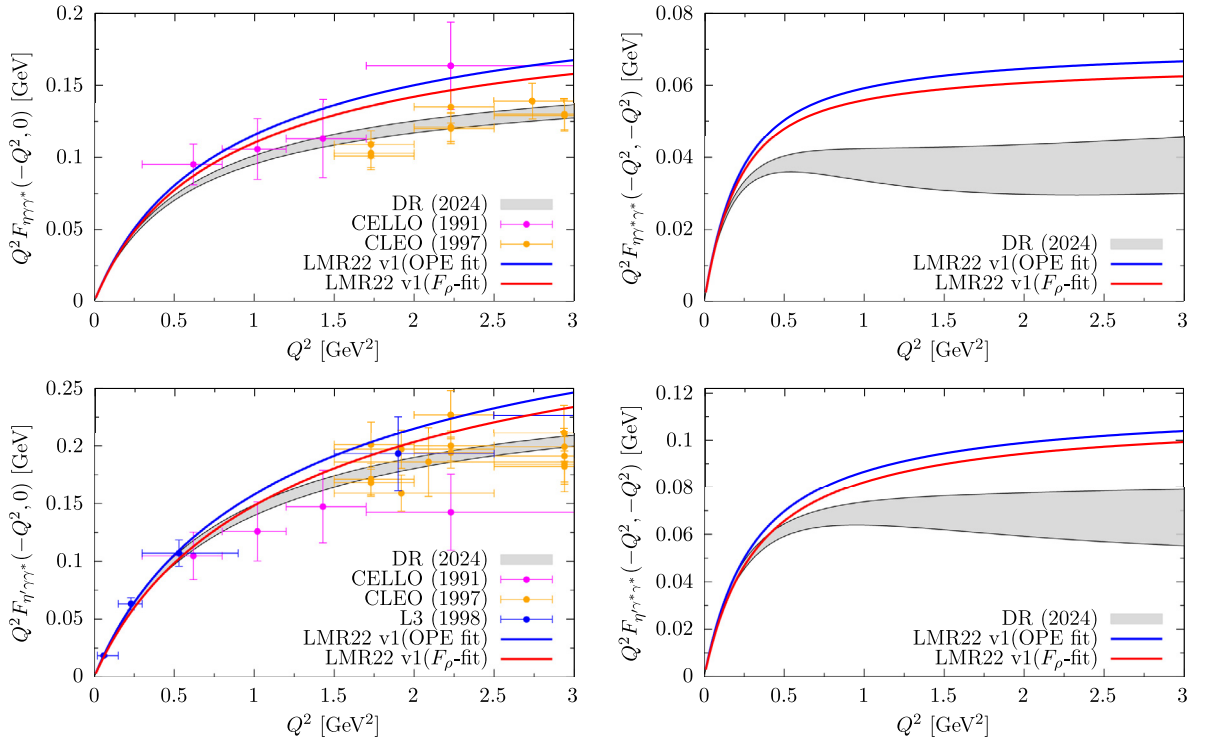 0.2
0.15
0.1
0.05
0
0 0.5 1 1.5 2 2.5 3
Q² [GeV²]
Q²F_{ηγγ*}(−Q², 0) [GeV]
DR (2024)
CELLO (1991)
CLEO (1997)
LMR22 v1(OPE fit)
LMR22 v1(F_ρ-fit)
0.08
0.06
0.04
0.02
0
0 0.5 1 1.5 2 2.5 3
Q² [GeV²]
Q²F_{ηγ*γ*}(−Q², −Q²) [GeV]
DR (2024)
LMR22 v1(OPE fit)
LMR22 v1(F_ρ-fit)
0.25
0.2
0.15
0.1
0.05
0
0 0.5 1 1.5 2 2.5 3
Q² [GeV²]
Q²F_{η′γγ*}(−Q², 0) [GeV]
DR (2024)
CELLO (1991)
CLEO (1997)
L3 (1998)
LMR22 v1(OPE fit)
LMR22 v1(F_ρ-fit)
0.12
0.1
0.08
0.06
0.04
0.02
0
0 0.5 1 1.5 2 2.5 3
Q² [GeV²]
Q²F_{η′γ*γ*}(−Q², −Q²) [GeV]
DR (2024)
LMR22 v1(OPE fit)
LMR22 v1(F_ρ-fit)